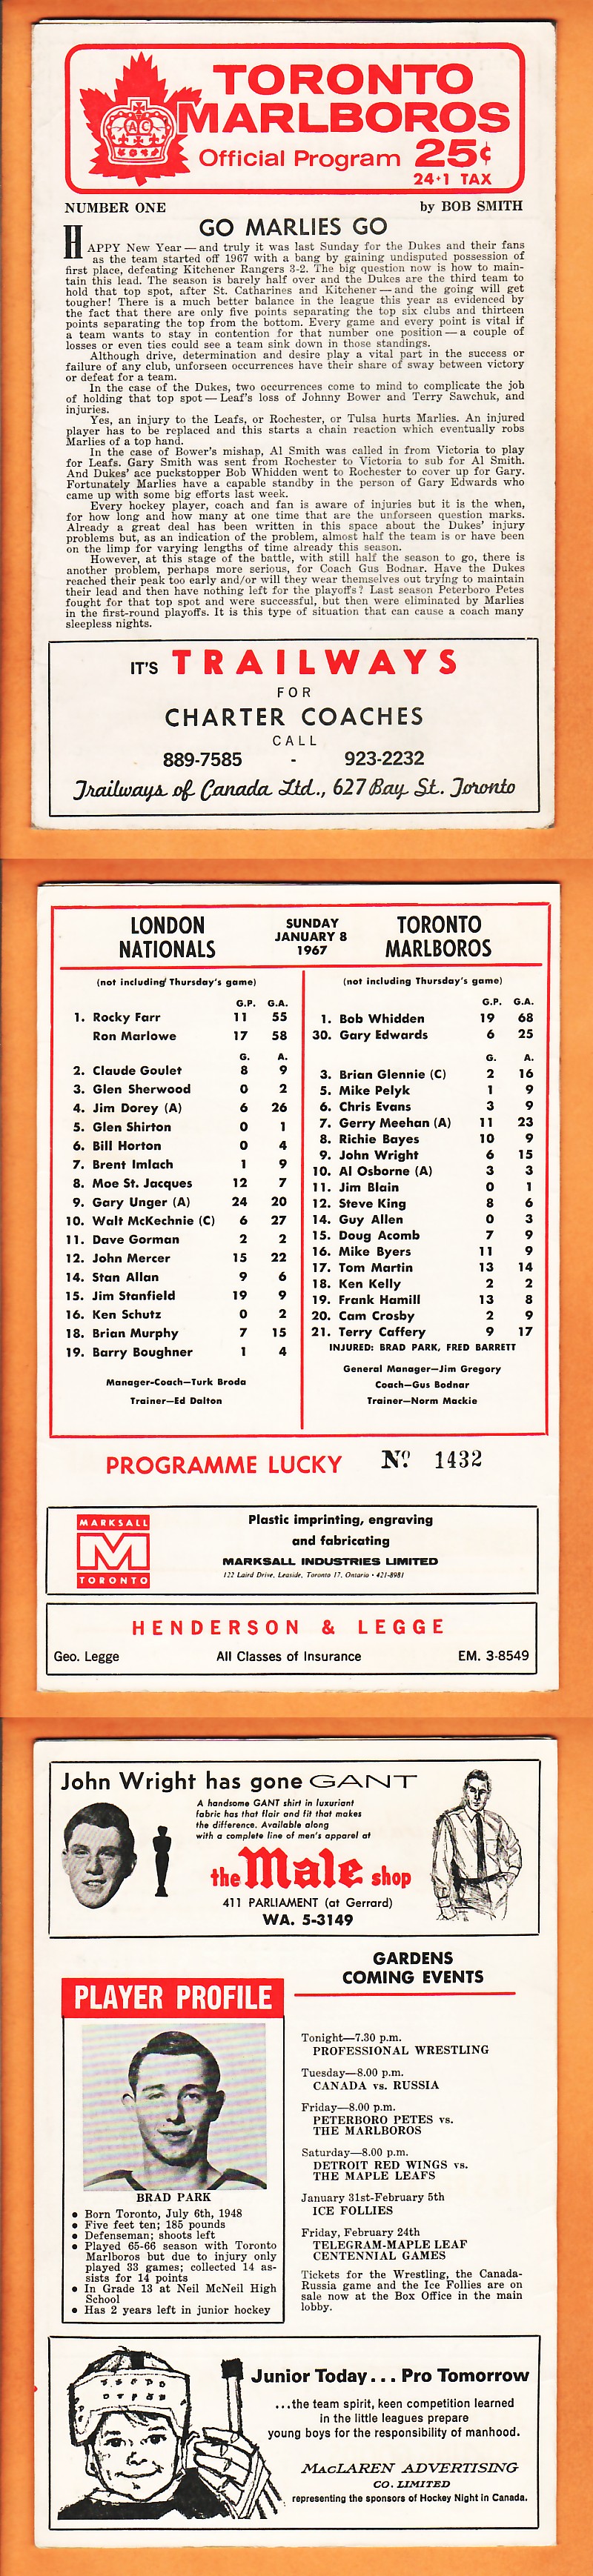 TORONTO
MARLBOROS
AC
Official Program 25¢
24+1 TAX
NUMBER ONE by BOB SMITH
GO MARLIES GO
HAPPY New Year — and truly it was last Sunday for the Dukes and their fans
as the team started off 1967 with a bang by gaining undisputed possession of
first place, defeating Kitchener Rangers 3-2. The big question now is how to main-
tain this lead. The season is barely half over and the Dukes are the third team to
hold that top spot, after St. Catharines and Kitchener — and the going will get
tougher! There is a much better balance in the league this year as evidenced by
the fact that there are only five points separating the top six clubs and thirteen
points separating the top from the bottom. Every game and every point is vital if
a team wants to stay in contention for that number one position — a couple of
losses or even ties could see a team sink down in those standings.
Although drive, determination and desire play a vital part in the success or
failure of any club, unforseen occurrences have their share of sway between victory
or defeat for a team.
In the case of the Dukes, two occurrences come to mind to complicate the job
of holding that top spot — Leaf's loss of Johnny Bower and Terry Sawchuk, and
injuries.
Yes, an injury to the Leafs, or Rochester, or Tulsa hurts Marlies. An injured
player has to be replaced and this starts a chain reaction which eventually robs
Marlies of a top hand.
In the case of Bower's mishap, Al Smith was called in from Victoria to play
for Leafs. Gary Smith was sent from Rochester to Victoria to sub for Al Smith.
And Dukes' ace puckstopper Bob Whidden went to Rochester to cover up for Gary.
Fortunately Marlies have a capable standby in the person of Gary Edwards who
came up with some big efforts last week.
Every hockey player, coach and fan is aware of injuries but it is the when,
for how long and how many at one time that are the unforseen question marks.
Already a great deal has been written in this space about the Dukes' injury
problems but, as an indication of the problem, almost half the team is or have been
on the limp for varying lengths of time already this season.
However, at this stage of the battle, with still half the season to go, there is
another problem, perhaps more serious, for Coach Gus Bodnar. Have the Dukes
reached their peak too early and/or will they wear themselves out trying to maintain
their lead and then have nothing left for the playoffs? Last season Peterboro Petes
fought for that top spot and were successful, but then were eliminated by Marlies
in the first-round playoffs. It is this type of situation that can cause a coach many
sleepless nights.
IT'S TRAILWAYS
FOR
CHARTER COACHES
CALL
889-7585 - 923-2232
Trailways of Canada Ltd., 627 Bay St. Toronto
LONDON
NATIONALS
SUNDAY
JANUARY 8
1967
TORONTO
MARLBOROS
(not including Thursday's game)
G.P. G.A.
1. Rocky Farr 11 55
Ron Marlowe 17 58
G. A.
2. Claude Goulet 8 9
3. Glen Sherwood 0 2
4. Jim Dorey (A) 6 26
5. Glen Shirton 0 1
6. Bill Horton 0 4
7. Brent Imlach 1 9
8. Moe St. Jacques 12 7
9. Gary Unger (A) 24 20
10. Walt McKechnie (C) 6 27
11. Dave Gorman 2 2
12. John Mercer 15 22
14. Stan Allan 9 6
15. Jim Stanfield 19 9
16. Ken Schutz 0 2
18. Brian Murphy 7 15
19. Barry Boughner 1 4
Manager-Coach—Turk Broda
Trainer—Ed Dalton
(not including Thursday's game)
G.P. G.A.
1. Bob Whidden 19 68
30. Gary Edwards 6 25
G. A.
3. Brian Glennie (C) 2 16
5. Mike Pelyk 1 9
6. Chris Evans 3 9
7. Gerry Meehan (A) 11 23
8. Richie Bayes 10 9
9. John Wright 6 15
10. Al Osborne (A) 3 3
11. Jim Blain 0 1
12. Steve King 8 6
14. Guy Allen 0 3
15. Doug Acomb 7 9
16. Mike Byers 11 9
17. Tom Martin 13 14
18. Ken Kelly 2 2
19. Frank Hamill 13 8
20. Cam Crosby 2 9
21. Terry Caffery 9 17
INJURED: BRAD PARK, FRED BARRETT
General Manager—Jim Gregory
Coach—Gus Bodnar
Trainer—Norm Mackie
PROGRAMME LUCKY No. 1432
MARKSALL
M
TORONTO
Plastic imprinting, engraving
and fabricating
MARKSALL INDUSTRIES LIMITED
122 Laird Drive, Leaside, Toronto 17, Ontario • 421-8981
HENDERSON & LEGGE
Geo. Legge All Classes of Insurance EM. 3-8549
John Wright has gone GANT
A handsome GANT shirt in luxuriant
fabric has that flair and fit that makes
the difference. Available along
with a complete line of men's apparel at
the Male shop
411 PARLIAMENT (at Gerrard)
WA. 5-3149
PLAYER PROFILE
BRAD PARK
• Born Toronto, July 6th, 1948
• Five feet ten; 185 pounds
• Defenseman; shoots left
• Played 65-66 season with Toronto
Marlboros but due to injury only
played 33 games; collected 14 as-
sists for 14 points
• In Grade 13 at Neil McNeil High
School
• Has 2 years left in junior hockey
GARDENS
COMING EVENTS
Tonight—7.30 p.m.
PROFESSIONAL WRESTLING
Tuesday—8.00 p.m.
CANADA vs. RUSSIA
Friday—8.00 p.m.
PETERBORO PETES vs.
THE MARLBOROS
Saturday—8.00 p.m.
DETROIT RED WINGS vs.
THE MAPLE LEAFS
January 31st-February 5th
ICE FOLLIES
Friday, February 24th
TELEGRAM-MAPLE LEAF
CENTENNIAL GAMES
Tickets for the Wrestling, the Canada-
Russia game and the Ice Follies are on
sale now at the Box Office in the main
lobby.
Junior Today... Pro Tomorrow
...the team spirit, keen competition learned
in the little leagues prepare
young boys for the responsibility of manhood.
MACLAREN ADVERTISING
CO. LIMITED
representing the sponsors of Hockey Night in Canada.